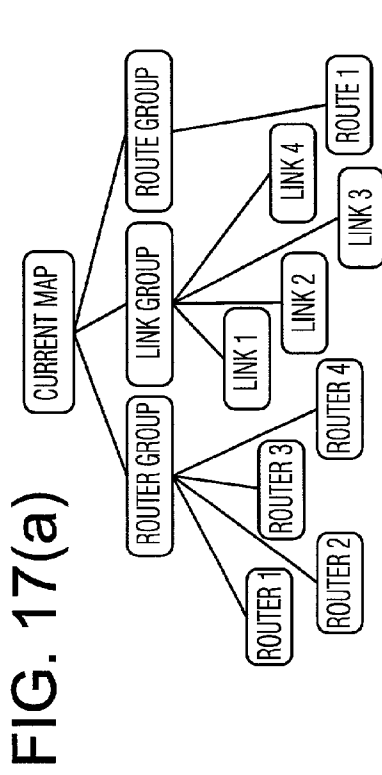 FIG. 17(a)
CURRENT MAP
ROUTER GROUP
LINK GROUP
ROUTE GROUP
ROUTER 1
ROUTER 2
ROUTER 3
ROUTER 4
LINK 1
LINK 2
LINK 3
LINK 4
ROUTE 1